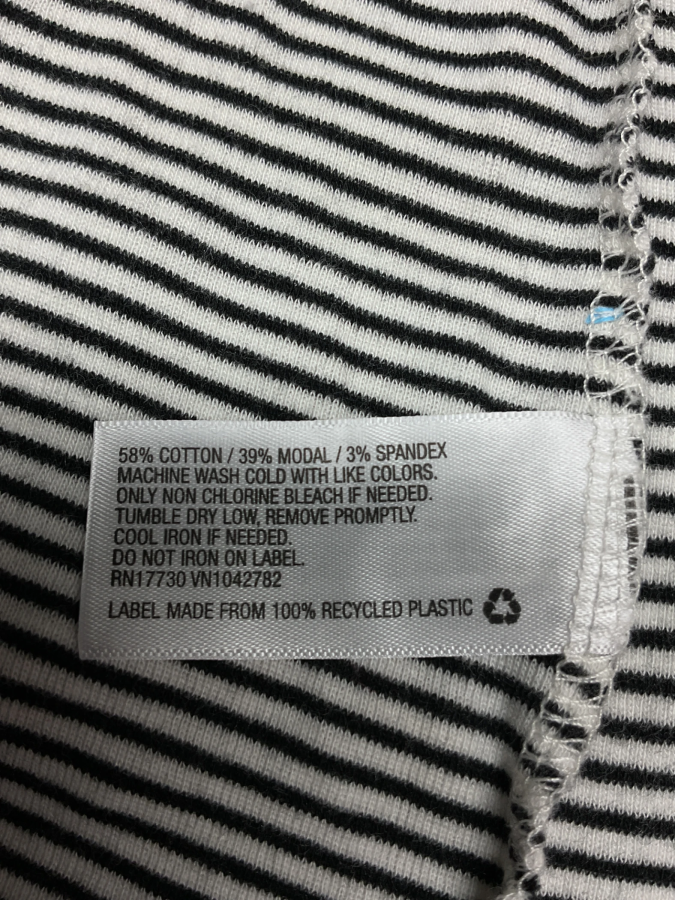 58% COTTON / 39% MODAL / 3% SPANDEX
MACHINE WASH COLD WITH LIKE COLORS.
ONLY NON CHLORINE BLEACH IF NEEDED.
TUMBLE DRY LOW, REMOVE PROMPTLY.
COOL IRON IF NEEDED.
DO NOT IRON ON LABEL.
RN17730 VN1042782
LABEL MADE FROM 100% RECYCLED PLASTIC